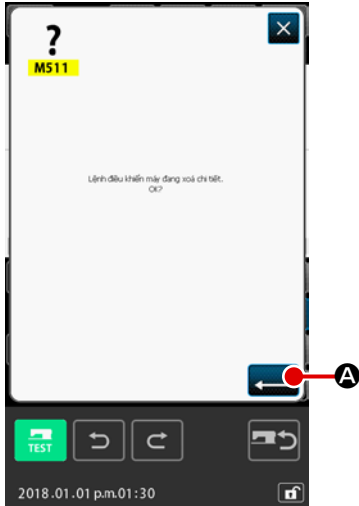 ?
M511
Lệnh điều khiển máy đang xoá chi tiết.
OK?
A
TEST
2018.01.01 p.m.01:30